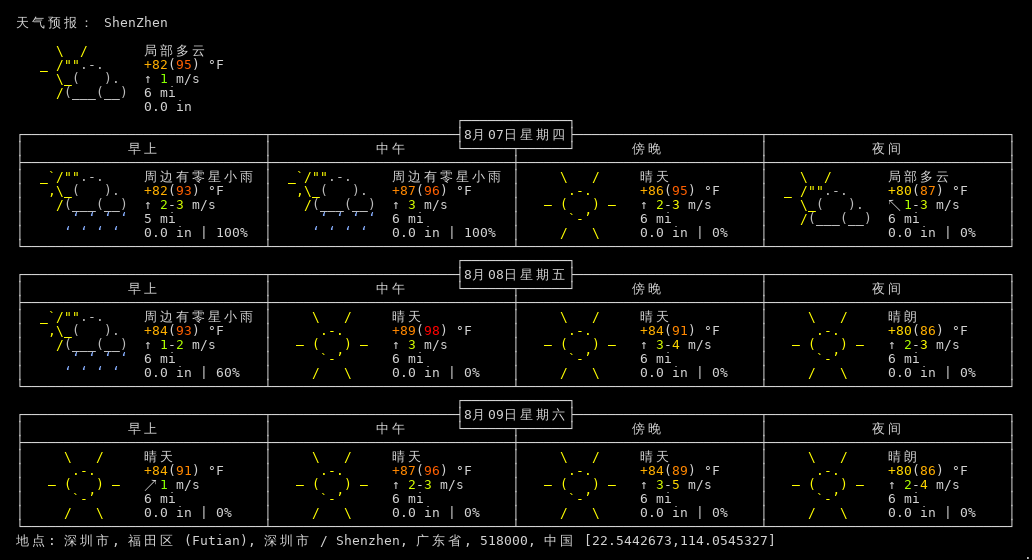 天气预报： ShenZhen
局部多云
+82(95) °F
↑ 1 m/s
6 mi
0.0 in
8月07日星期四
早上 中午 傍晚 夜间
周边有零星小雨 周边有零星小雨 晴天 局部多云
+82(93) °F +87(96) °F +86(95) °F +80(87) °F
↑ 2-3 m/s ↑ 3 m/s ↑ 2-3 m/s ↖ 1-3 m/s
5 mi 6 mi 6 mi 6 mi
0.0 in | 100% 0.0 in | 100% 0.0 in | 0% 0.0 in | 0%
8月08日星期五
早上 中午 傍晚 夜间
周边有零星小雨 晴天 晴天 晴朗
+84(93) °F +89(98) °F +84(91) °F +80(86) °F
↑ 1-2 m/s ↑ 3 m/s ↑ 3-4 m/s ↑ 2-3 m/s
6 mi 6 mi 6 mi 6 mi
0.0 in | 60% 0.0 in | 0% 0.0 in | 0% 0.0 in | 0%
8月09日星期六
早上 中午 傍晚 夜间
晴天 晴天 晴天 晴朗
+84(91) °F +87(96) °F +84(89) °F +80(86) °F
↗ 1 m/s ↑ 2-3 m/s ↑ 3-5 m/s ↑ 2-4 m/s
6 mi 6 mi 6 mi 6 mi
0.0 in | 0% 0.0 in | 0% 0.0 in | 0% 0.0 in | 0%
地点: 深圳市, 福田区 (Futian), 深圳市 / Shenzhen, 广东省, 518000, 中国 [22.5442673,114.0545327]